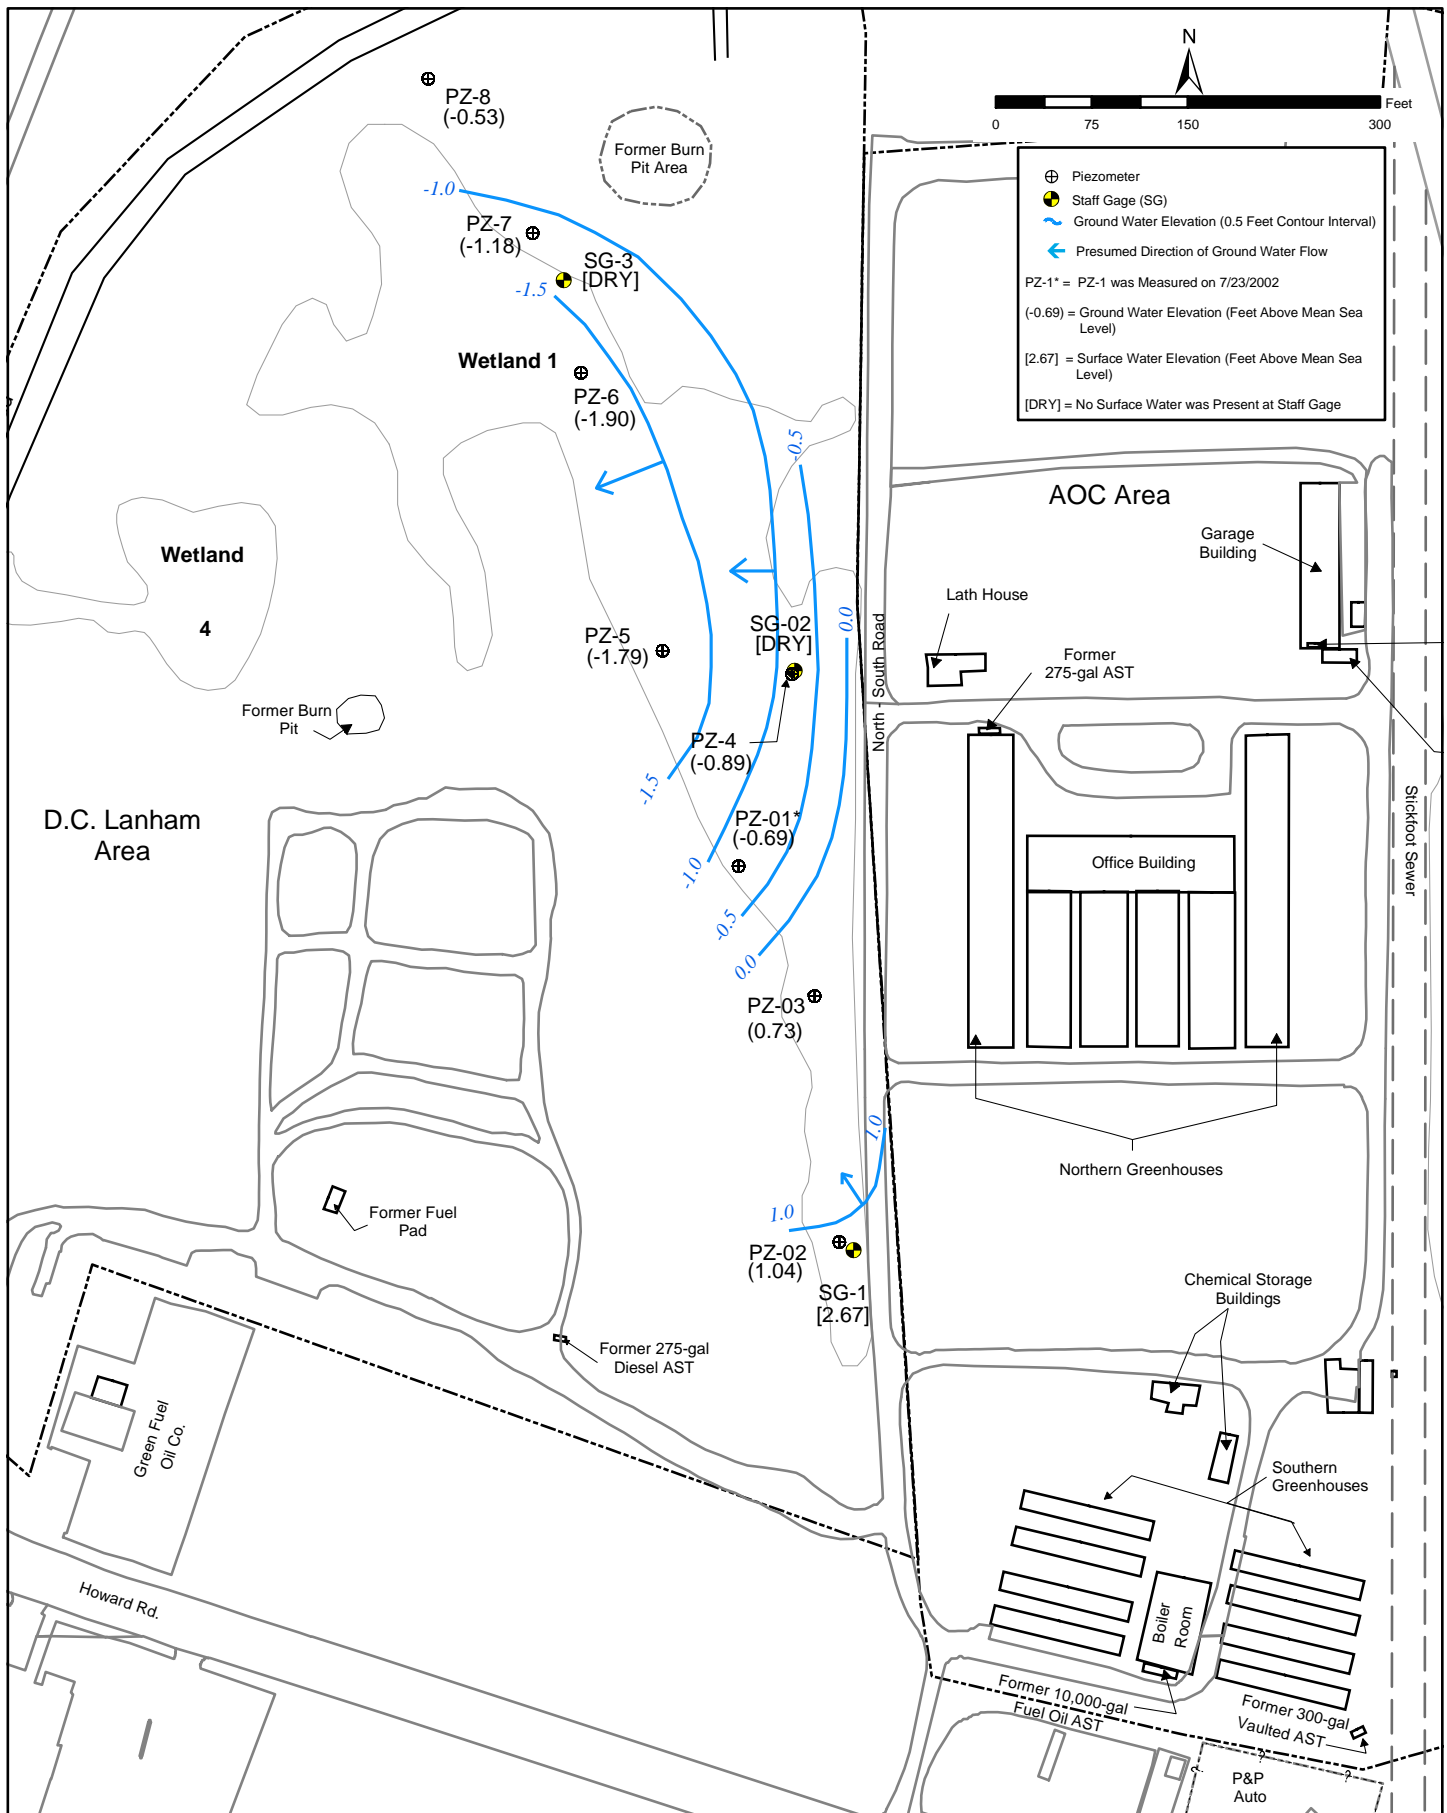 N
Feet
0 75 150 300
Piezometer
Staff Gage (SG)
Ground Water Elevation (0.5 Feet Contour Interval)
Presumed Direction of Ground Water Flow
PZ-1* = PZ-1 was Measured on 7/23/2002
(-0.69) = Ground Water Elevation (Feet Above Mean Sea
Level)
[2.67] = Surface Water Elevation (Feet Above Mean Sea
Level)
[DRY] = No Surface Water was Present at Staff Gage
PZ-8
(-0.53)
Former Burn
Pit Area
-1.0
PZ-7
(-1.18)
SG-3
[DRY]
-1.5
Wetland 1
PZ-6
(-1.90)
-0.5
AOC Area
Garage
Building
Wetland
4
Lath House
0.0
SG-02
[DRY]
PZ-5
(-1.79)
North - South Road
Former
275-gal AST
Former Burn
Pit
PZ-4
(-0.89)
-1.5
D.C. Lanham
Area
PZ-01*
(-0.69)
-1.0
Office Building
Stickfoot Sewer
-0.5
0.0
PZ-03
(0.73)
1.0
Northern Greenhouses
Former Fuel
Pad
1.0
PZ-02
(1.04)
SG-1
[2.67]
Chemical Storage
Buildings
Former 275-gal
Diesel AST
Green Fuel
Oil Co.
Southern
Greenhouses
Howard Rd.
Boiler
Room
Former 10,000-gal
Fuel Oil AST
Former 300-gal
Vaulted AST
?
?
?
P&P
Auto